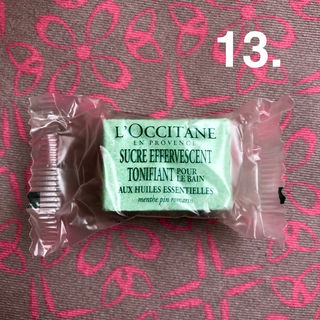 13.
L'OCCITANE
EN PROVENCE
SUCRE EFFERVESCENT
TONIFIANT POUR LE BAIN
AUX HUILES ESSENTIELLES
menthe pin romarin